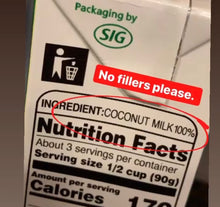 Packaging by
SIG
No fillers please.
INGREDIENT:COCONUT MILK100%
Nutrition Facts
About 3 servings per container
Serving size 1/2 cup (90g)
Amount per serving
Calories 170